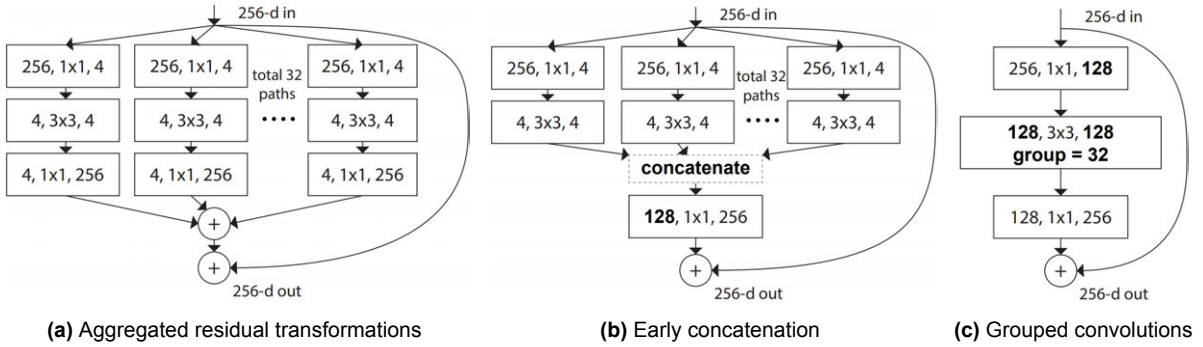 256-d in
256, 1x1, 4
256, 1x1, 4
256, 1x1, 4
total 32
paths
4, 3x3, 4
4, 3x3, 4
4, 3x3, 4
4, 1x1, 256
4, 1x1, 256
4, 1x1, 256
+
+
256-d out
(a) Aggregated residual transformations
256-d in
256, 1x1, 4
256, 1x1, 4
256, 1x1, 4
total 32
paths
4, 3x3, 4
4, 3x3, 4
4, 3x3, 4
concatenate
128, 1x1, 256
+
256-d out
(b) Early concatenation
256-d in
256, 1x1, 128
128, 3x3, 128
group = 32
128, 1x1, 256
+
256-d out
(c) Grouped convolutions